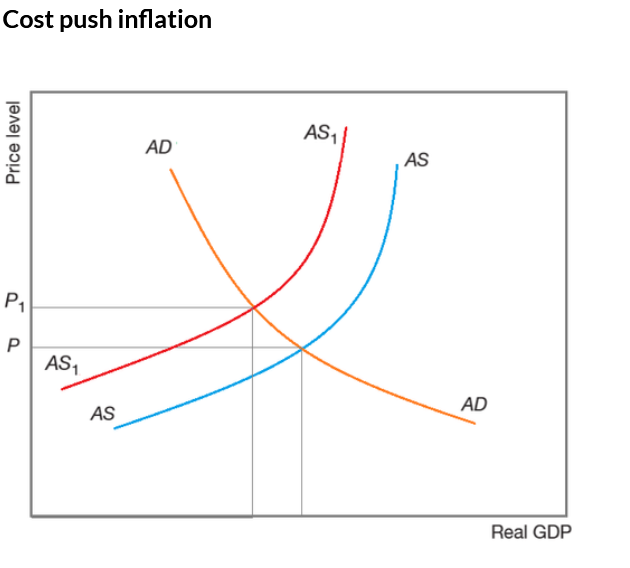 Cost push inflation
Price level
AS1
AD
AS
P1
P
AS1
AS
AD
Real GDP